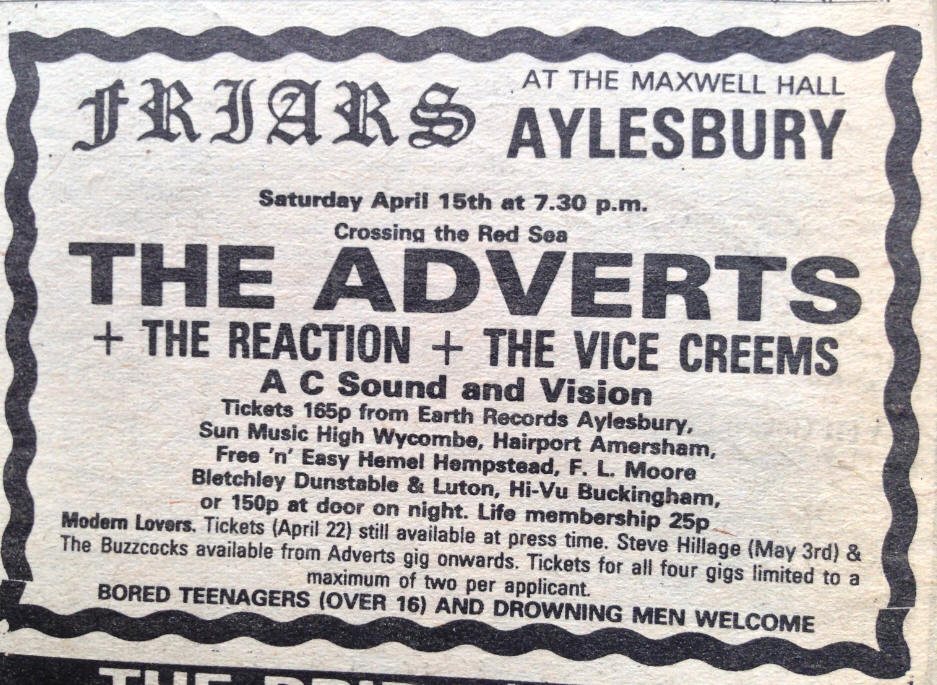 FRIARS
AT THE MAXWELL HALL
AYLESBURY
Saturday April 15th at 7.30 p.m.
Crossing the Red Sea
THE ADVERTS
+ THE REACTION + THE VICE CREEMS
A C Sound and Vision
Tickets 165p from Earth Records Aylesbury,
Sun Music High Wycombe, Hairport Amersham,
Free 'n' Easy Hemel Hempstead, F. L. Moore
Bletchley Dunstable & Luton, Hi-Vu Buckingham,
or 150p at door on night. Life membership 25p
Modern Lovers. Tickets (April 22) still available at press time. Steve Hillage (May 3rd) &
The Buzzcocks available from Adverts gig onwards. Tickets for all four gigs limited to a
maximum of two per applicant.
BORED TEENAGERS (OVER 16) AND DROWNING MEN WELCOME
THE